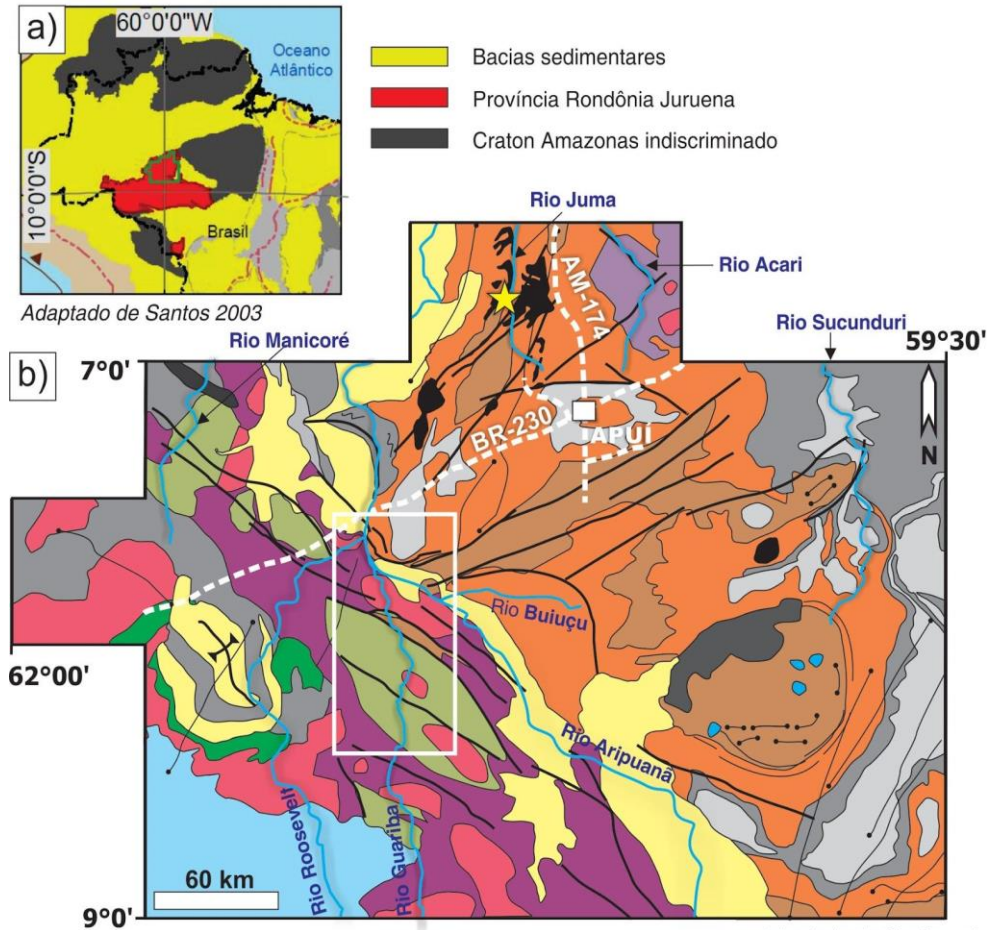 a)
60°0'0"W
Oceano
Atlântico
10°0'0"S
Brasil
Adaptado de Santos 2003
Bacias sedimentares
Província Rondônia Juruena
Craton Amazonas indiscriminado
Rio Juma
AM-174
Rio Acari
Rio Manicoré
Rio Sucunduri
59°30'
b)
7°0'
BR-230
APUÍ
N
Rio Buiuçu
62°00'
Rio Aripuanã
Rio Roosevelt
Rio Guariba
60 km
9°0'